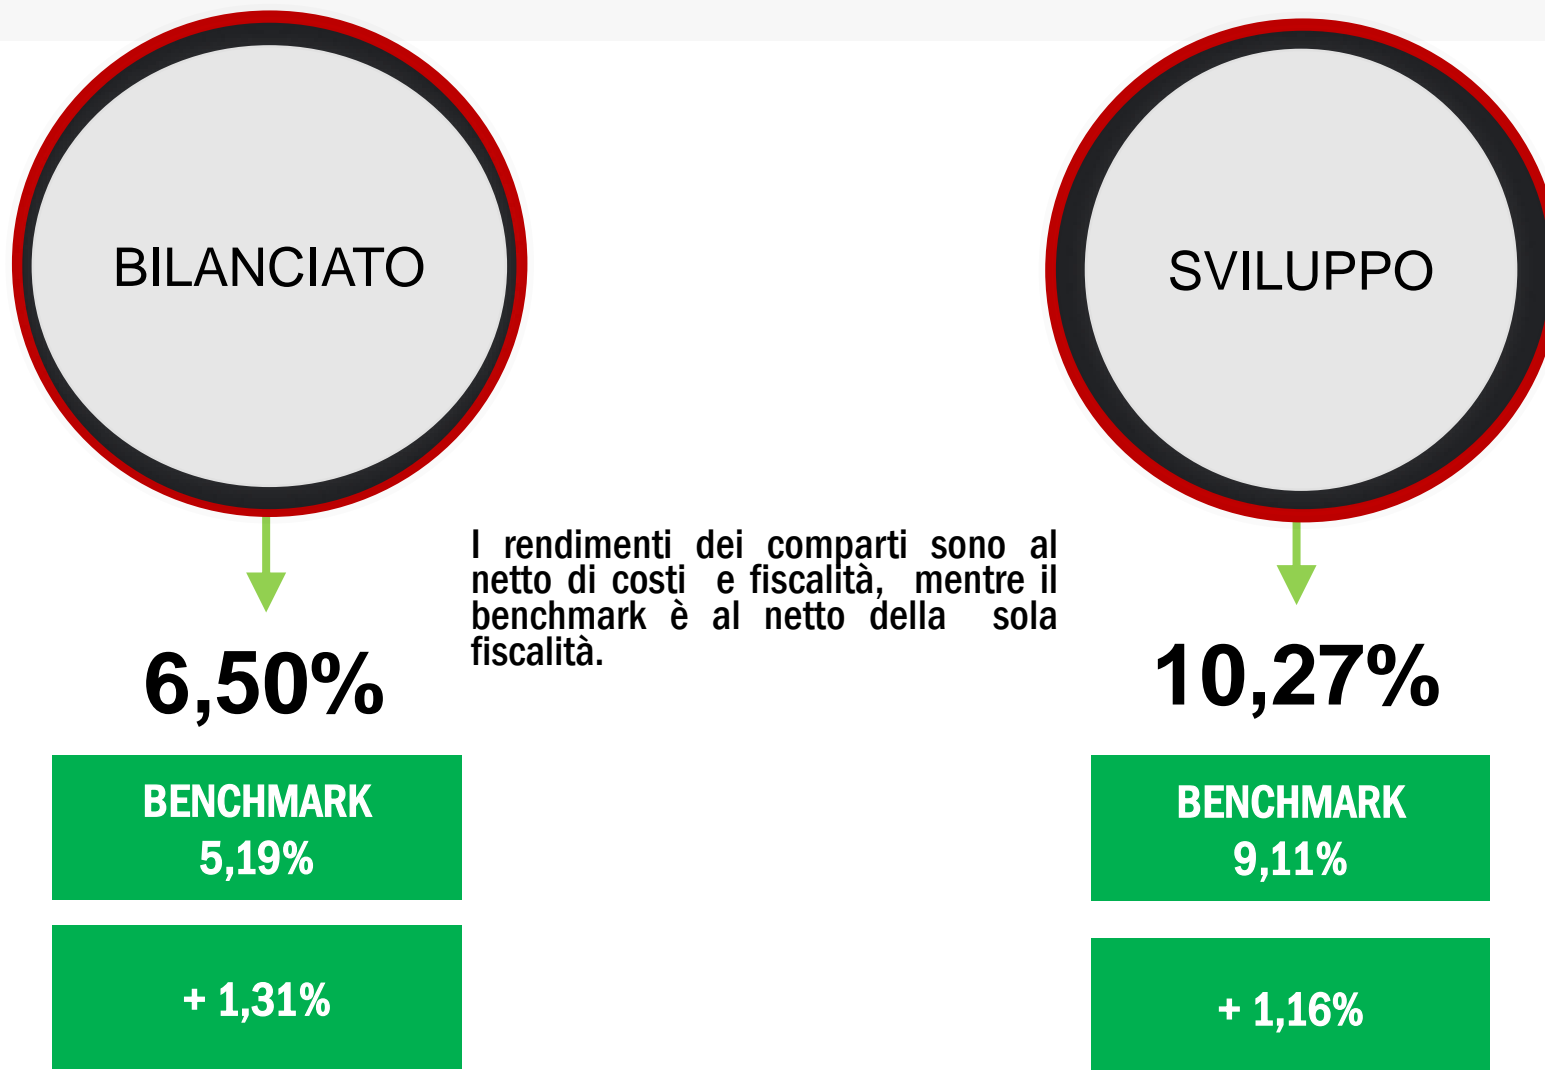 BILANCIATO
SVILUPPO
I rendimenti dei comparti sono al
netto di costi e fiscalità, mentre il
benchmark è al netto della sola
fiscalità.
6,50%
10,27%
BENCHMARK
5,19%
BENCHMARK
9,11%
+ 1,31%
+ 1,16%